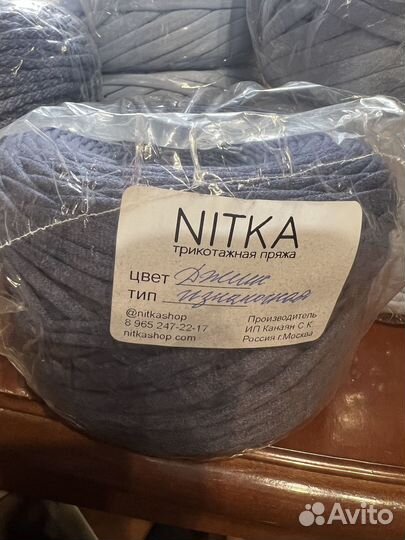 NITKA
трикотажная пряжа
цвет Джинс
тип изнаночная
@nitkashop
8 965 247-22-17
nitkashop.com
Производитель
ИП Канаян С.К.
Россия г.Москва
Avito